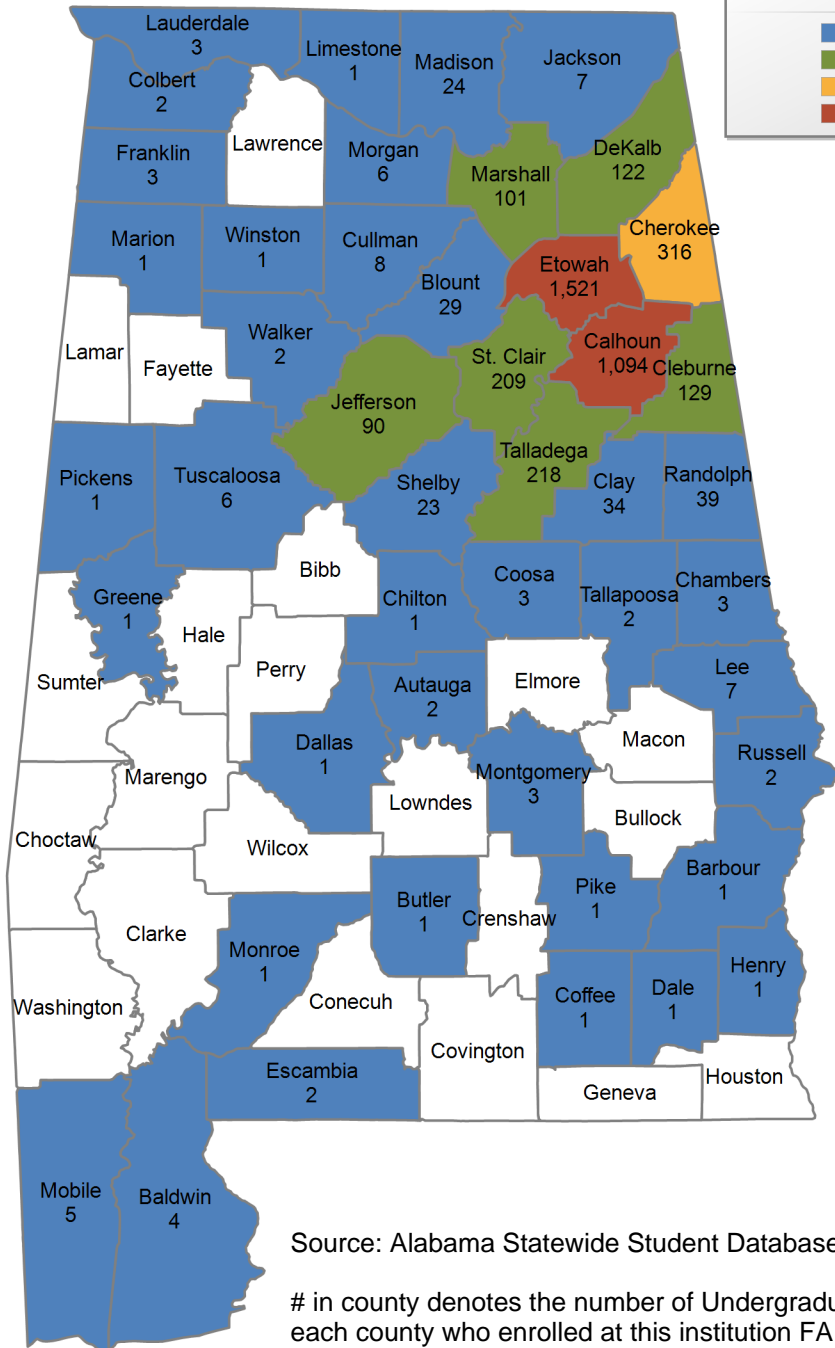 Lauderdale
3
Limestone
1
Madison
24
Jackson
7
Colbert
2
Lawrence
Franklin
3
Morgan
6
Marshall
101
DeKalb
122
Cherokee
316
Marion
1
Winston
1
Cullman
8
Blount
29
Etowah
1,521
Lamar
Fayette
Walker
2
Jefferson
90
St. Clair
209
Calhoun
1,094
Cleburne
129
Pickens
1
Tuscaloosa
6
Shelby
23
Talladega
218
Clay
34
Randolph
39
Bibb
Greene
1
Hale
Chilton
1
Coosa
3
Tallapoosa
2
Chambers
3
Sumter
Perry
Autauga
2
Elmore
Lee
7
Dallas
1
Macon
Marengo
Montgomery
3
Russell
2
Choctaw
Lowndes
Bullock
Wilcox
Butler
1
Crenshaw
Pike
1
Barbour
1
Clarke
Monroe
1
Conecuh
Coffee
1
Dale
1
Henry
1
Washington
Covington
Escambia
2
Geneva
Houston
Mobile
5
Baldwin
4
Source: Alabama Statewide Student Database
# in county denotes the number of Undergradu
each county who enrolled at this institution FA